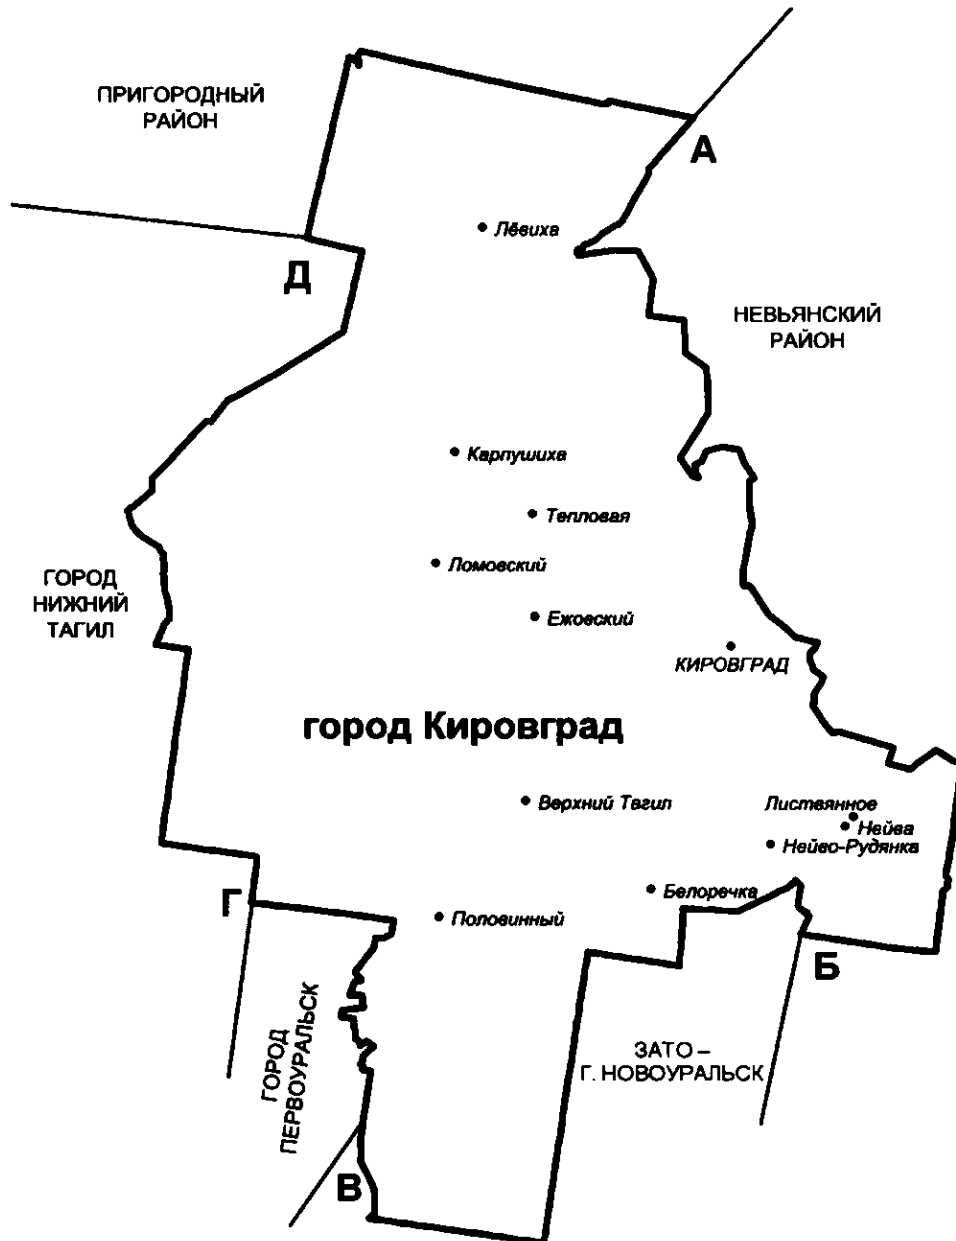 ПРИГОРОДНЫЙ
РАЙОН
А
Лёвиха
Д
НЕВЬЯНСКИЙ
РАЙОН
Карпушиха
Тепловая
Ломовский
ГОРОД
НИЖНИЙ
ТАГИЛ
Ежовский
КИРОВГРАД
город Кировград
Верхний Тагил
Листвянное
Нейва
Нейво-Рудянка
Белоречка
Г
Половинный
Б
ГОРОД
ПЕРВОУРАЛЬСК
ЗАТО –
Г. НОВОУРАЛЬСК
В